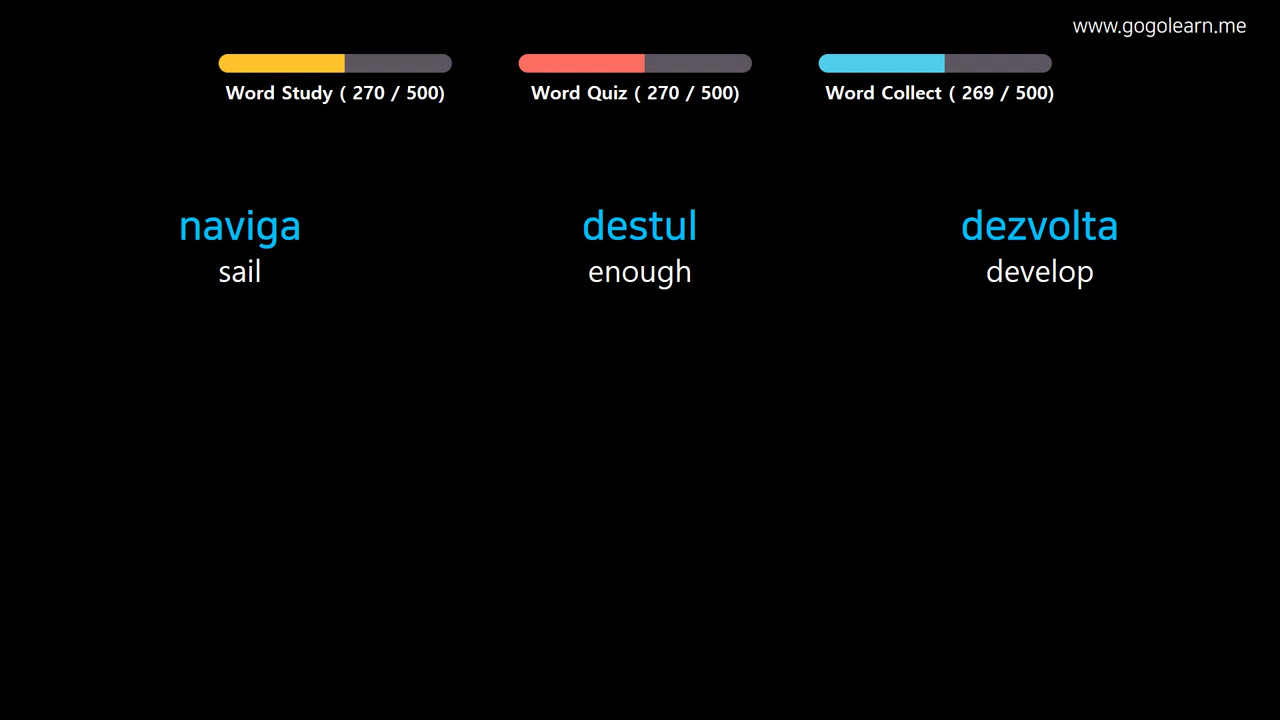 www.gogolearn.me
Word Study ( 270 / 500)
Word Quiz ( 270 / 500)
Word Collect ( 269 / 500)
naviga
sail
destul
enough
dezvolta
develop